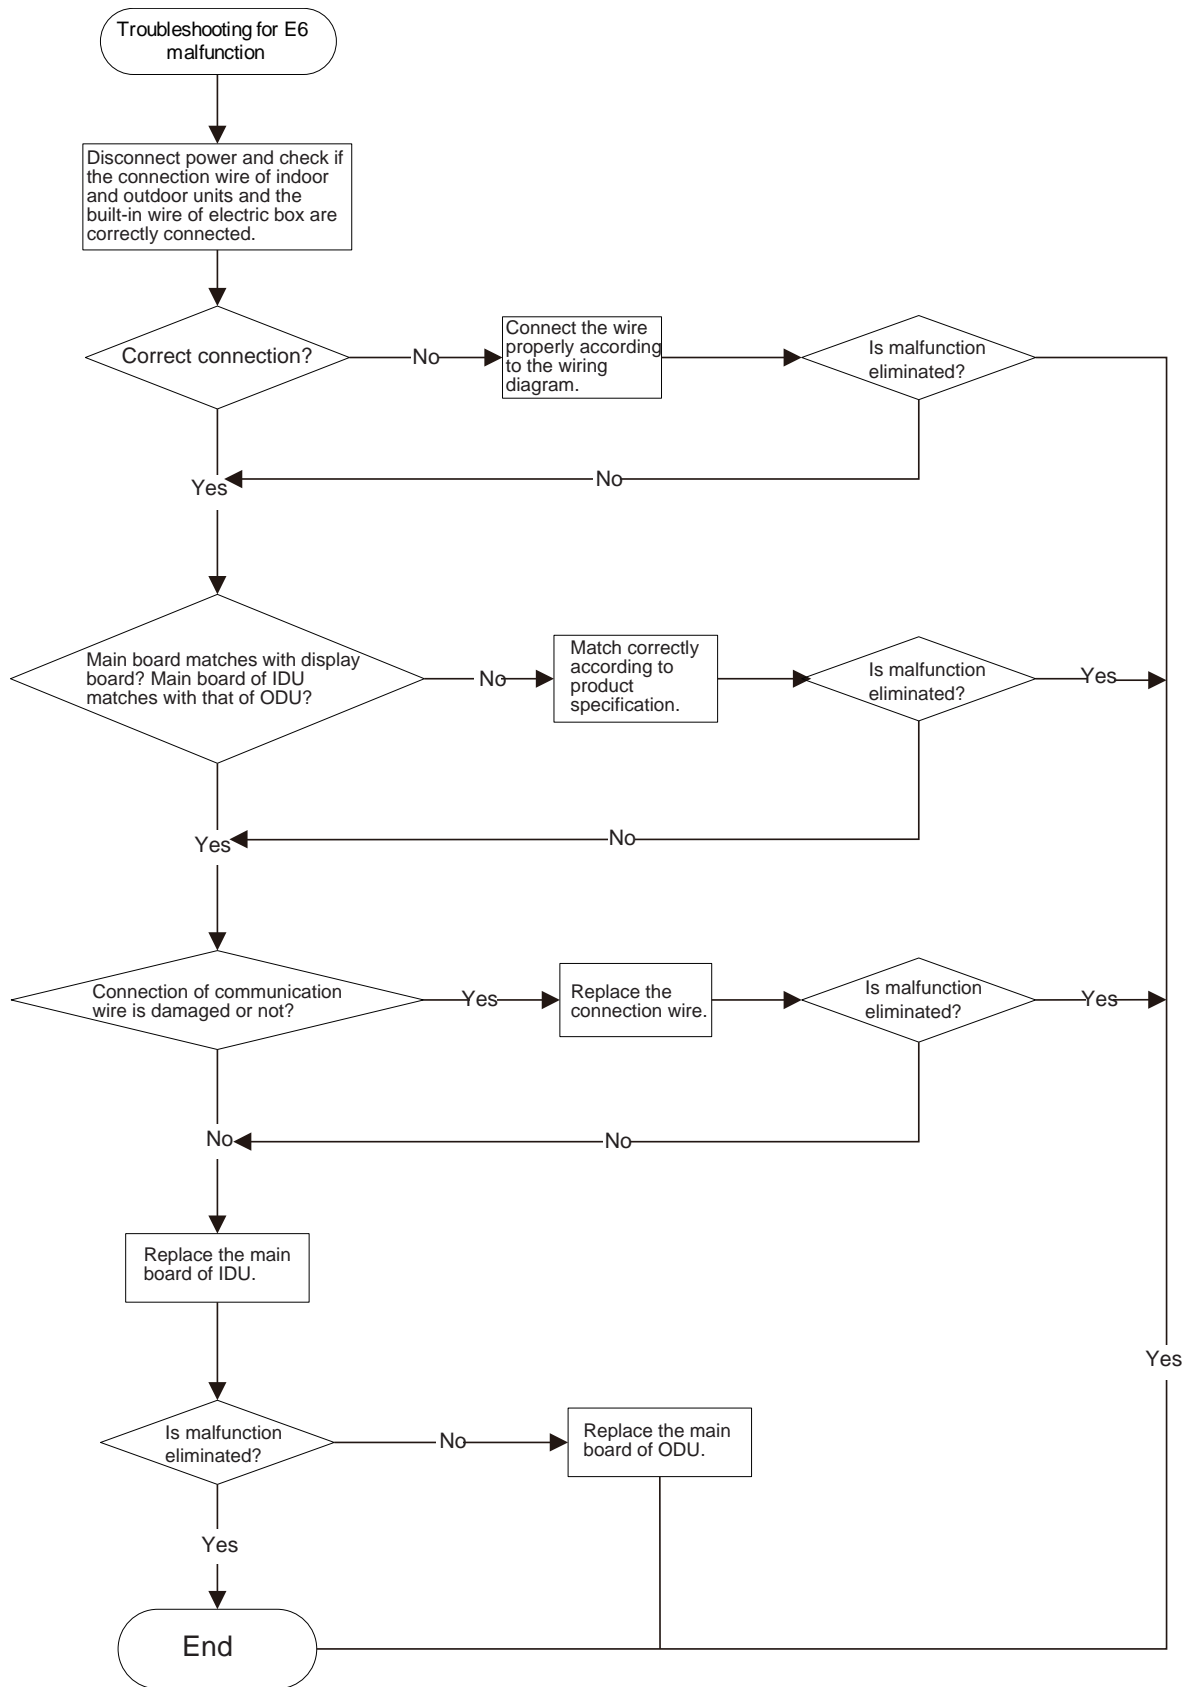 Troubleshooting for E6
malfunction
Disconnect power and check if
the connection wire of indoor
and outdoor units and the
built-in wire of electric box are
correctly connected.
Correct connection?
No
Connect the wire
properly according
to the wiring
diagram.
Is malfunction
eliminated?
No
Yes
Main board matches with display
board? Main board of IDU
matches with that of ODU?
No
Match correctly
according to
product
specification.
Is malfunction
eliminated?
Yes
No
Yes
Connection of communication
wire is damaged or not?
Yes
Replace the
connection wire.
Is malfunction
eliminated?
Yes
No
No
Replace the main
board of IDU.
Yes
Is malfunction
eliminated?
No
Replace the main
board of ODU.
Yes
End